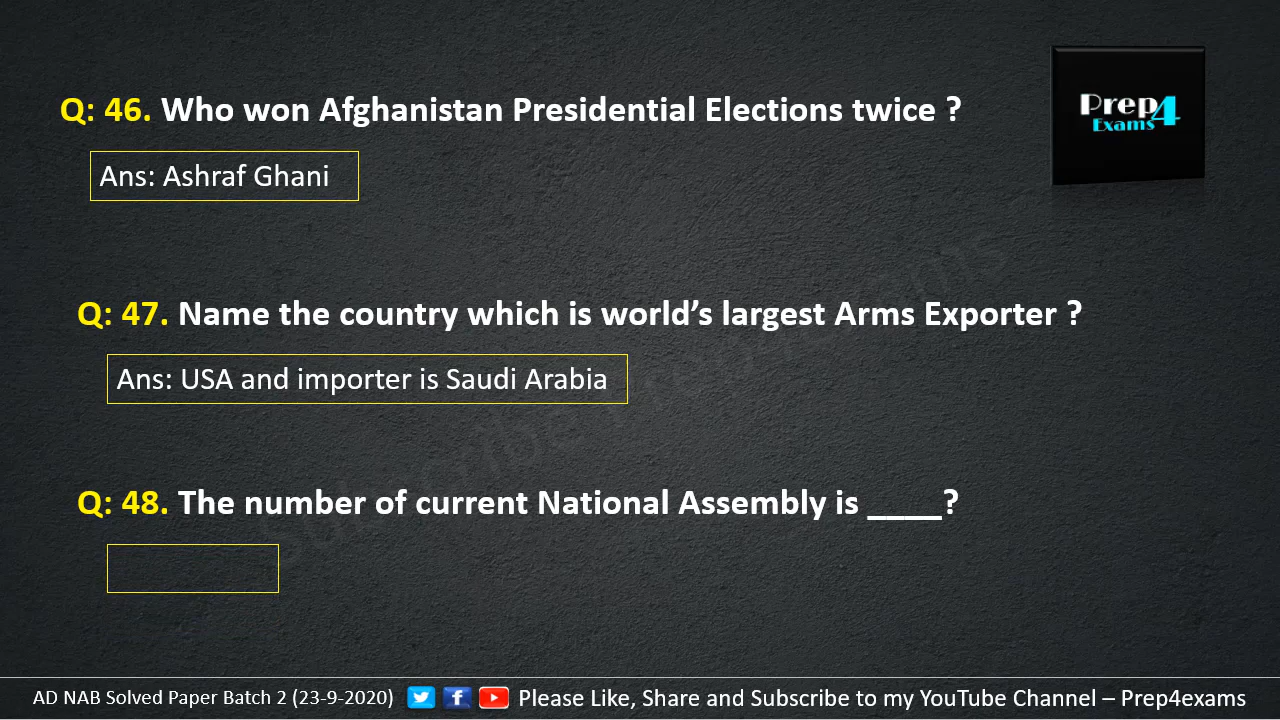 Q: 46. Who won Afghanistan Presidential Elections twice ?
Prep4
Exams
Ans: Ashraf Ghani
Q: 47. Name the country which is world’s largest Arms Exporter ?
Ans: USA and importer is Saudi Arabia
Q: 48. The number of current National Assembly is ____?
AD NAB Solved Paper Batch 2 (23-9-2020) Please Like, Share and Subscribe to my YouTube Channel – Prep4exams